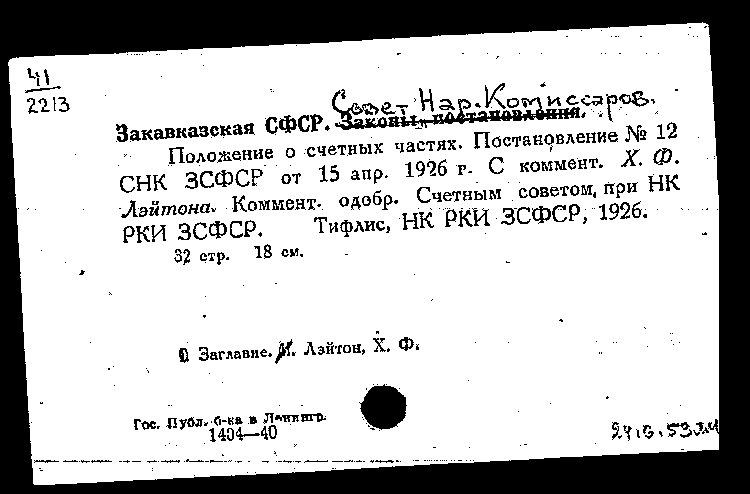 41
2213
Совет Нар. Комиссаров.
Закавказская СФСР. Законы и постановления.
Положение о счетных частях. Постановление № 12
СНК ЗСФСР от 15 апр. 1926 г. С коммент. Х. Ф.
Лэйтона. Коммент. одобр. Счетным советом, при НК
РКИ ЗСФСР. Тифлис, НК РКИ ЗСФСР, 1926.
32 стр. 18 см.
Заглавие. Лэйтон, Х. Ф.
Гос. Публ. б-ка в Ленингр.
1404—40